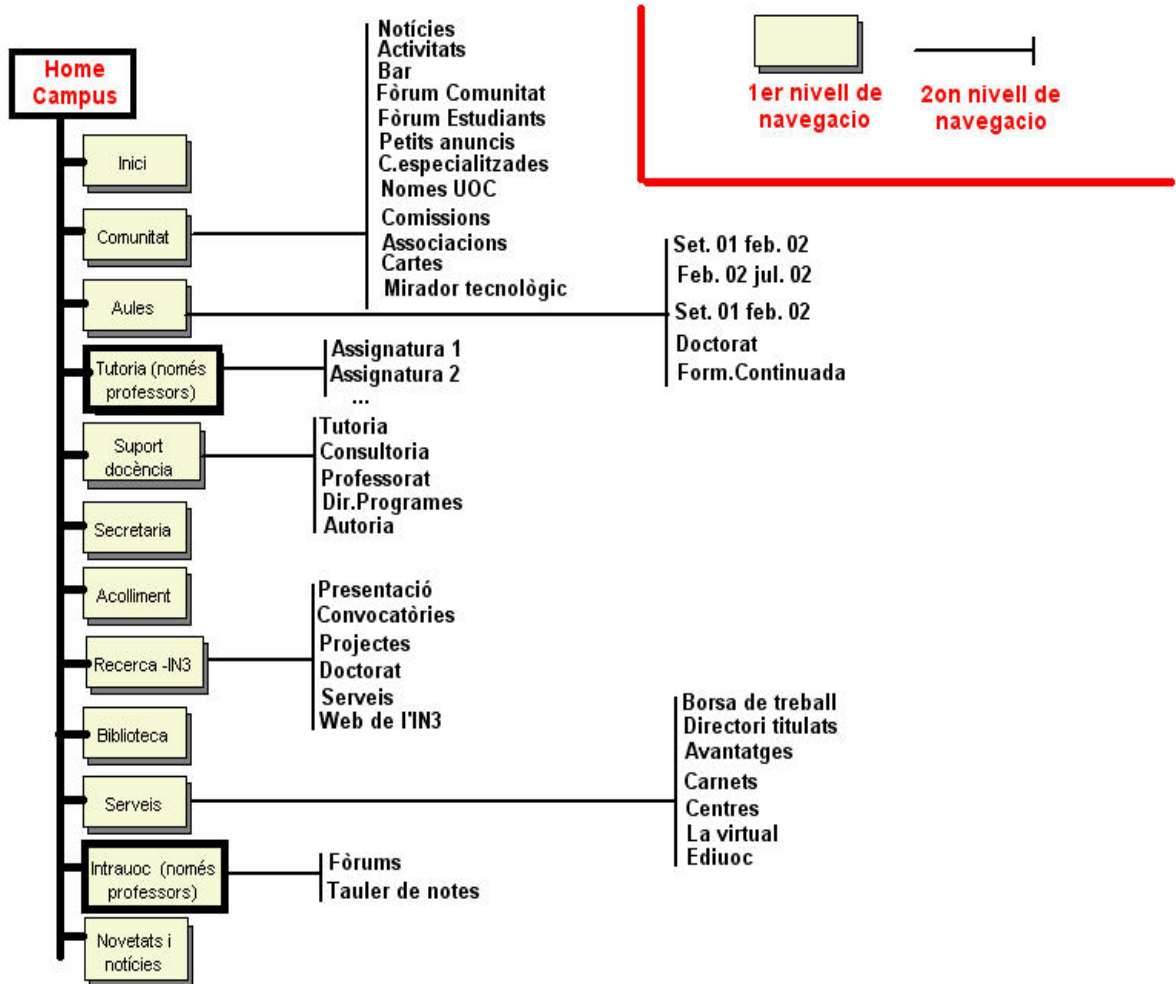 Home
Campus
1er nivell de
navegacio
2on nivell de
navegacio
Inici
Comunitat
Notícies
Activitats
Bar
Fòrum Comunitat
Fòrum Estudiants
Petits anuncis
C.especialitzades
Nomes UOC
Comissions
Associacions
Cartes
Mirador tecnològic
Aules
Set. 01 feb. 02
Feb. 02 jul. 02
Set. 01 feb. 02
Doctorat
Form.Continuada
Tutoria (només
professors)
Assignatura 1
Assignatura 2
...
Suport
docència
Tutoria
Consultoria
Professorat
Dir.Programes
Autoria
Secretaria
Acolliment
Recerca -IN3
Presentació
Convocatòries
Projectes
Doctorat
Serveis
Web de l'IN3
Biblioteca
Serveis
Borsa de treball
Directori titulats
Avantatges
Carnets
Centres
La virtual
Ediuoc
Intrauoc (només
professors)
Fòrums
Tauler de notes
Novetats i
notícies